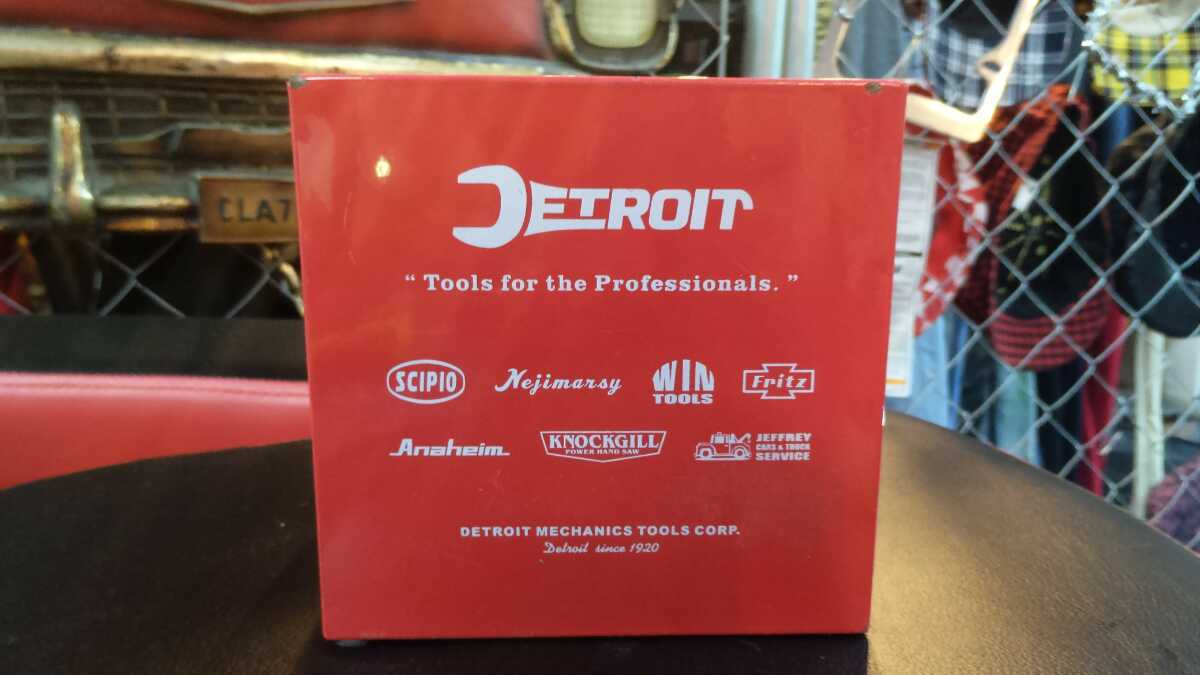 CLA7
DETROIT
“ Tools for the Professionals. ”
SCIPIO
Nejimarsy
WIN
TOOLS
Fritz
Anaheim
KNOCKGILL
POWER HAND SAW
JEFFREY
CARS & TRUCK
SERVICE
DETROIT MECHANICS TOOLS CORP.
Detroit since 1920